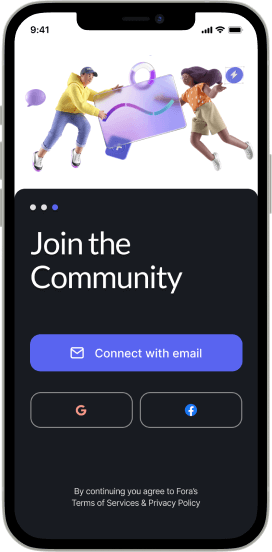 9:41
Join the
Community
Connect with email
By continuing you agree to Fora's
Terms of Services & Privacy Policy